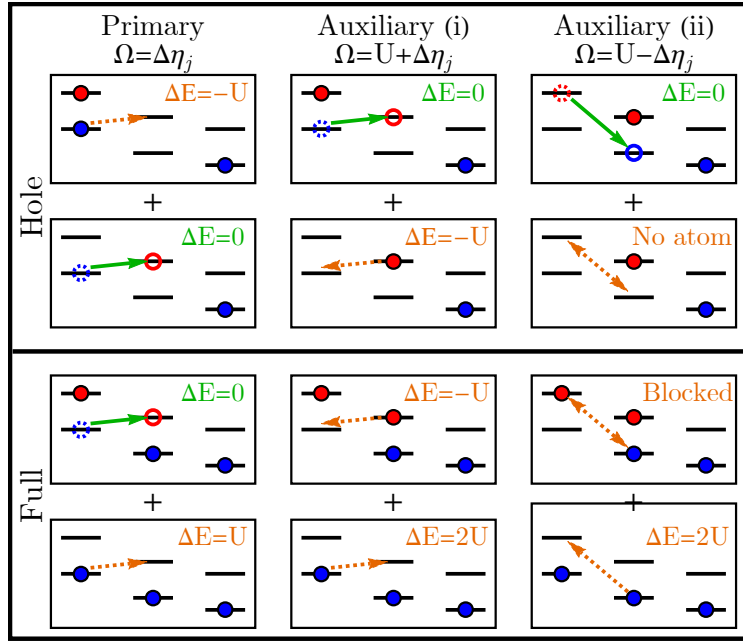 Primary Auxiliary (i) Auxiliary (ii)
Ω=Δη_j Ω=U+Δη_j Ω=U−Δη_j
Hole
ΔE=−U ΔE=0 ΔE=0
+ + +
ΔE=0 ΔE=−U No atom
Full
ΔE=0 ΔE=−U Blocked
+ + +
ΔE=U ΔE=2U ΔE=2U